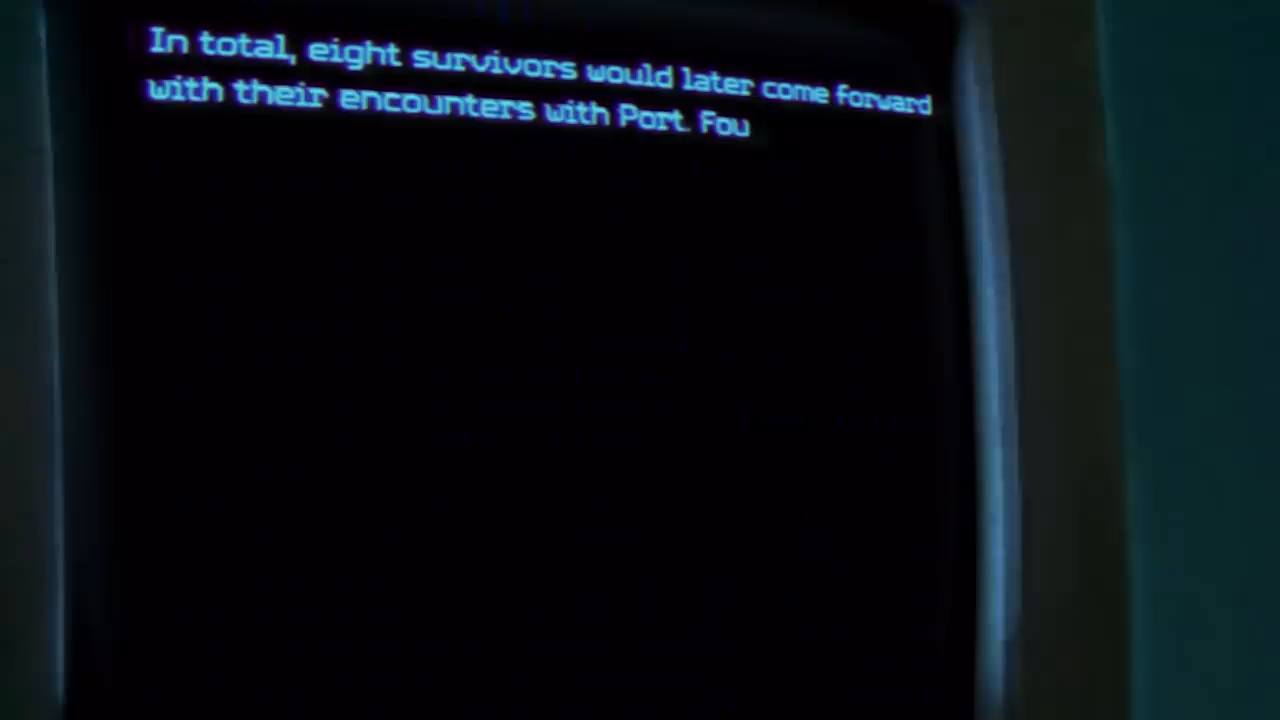 In total, eight survivors would later come forward
with their encounters with Port. Fou